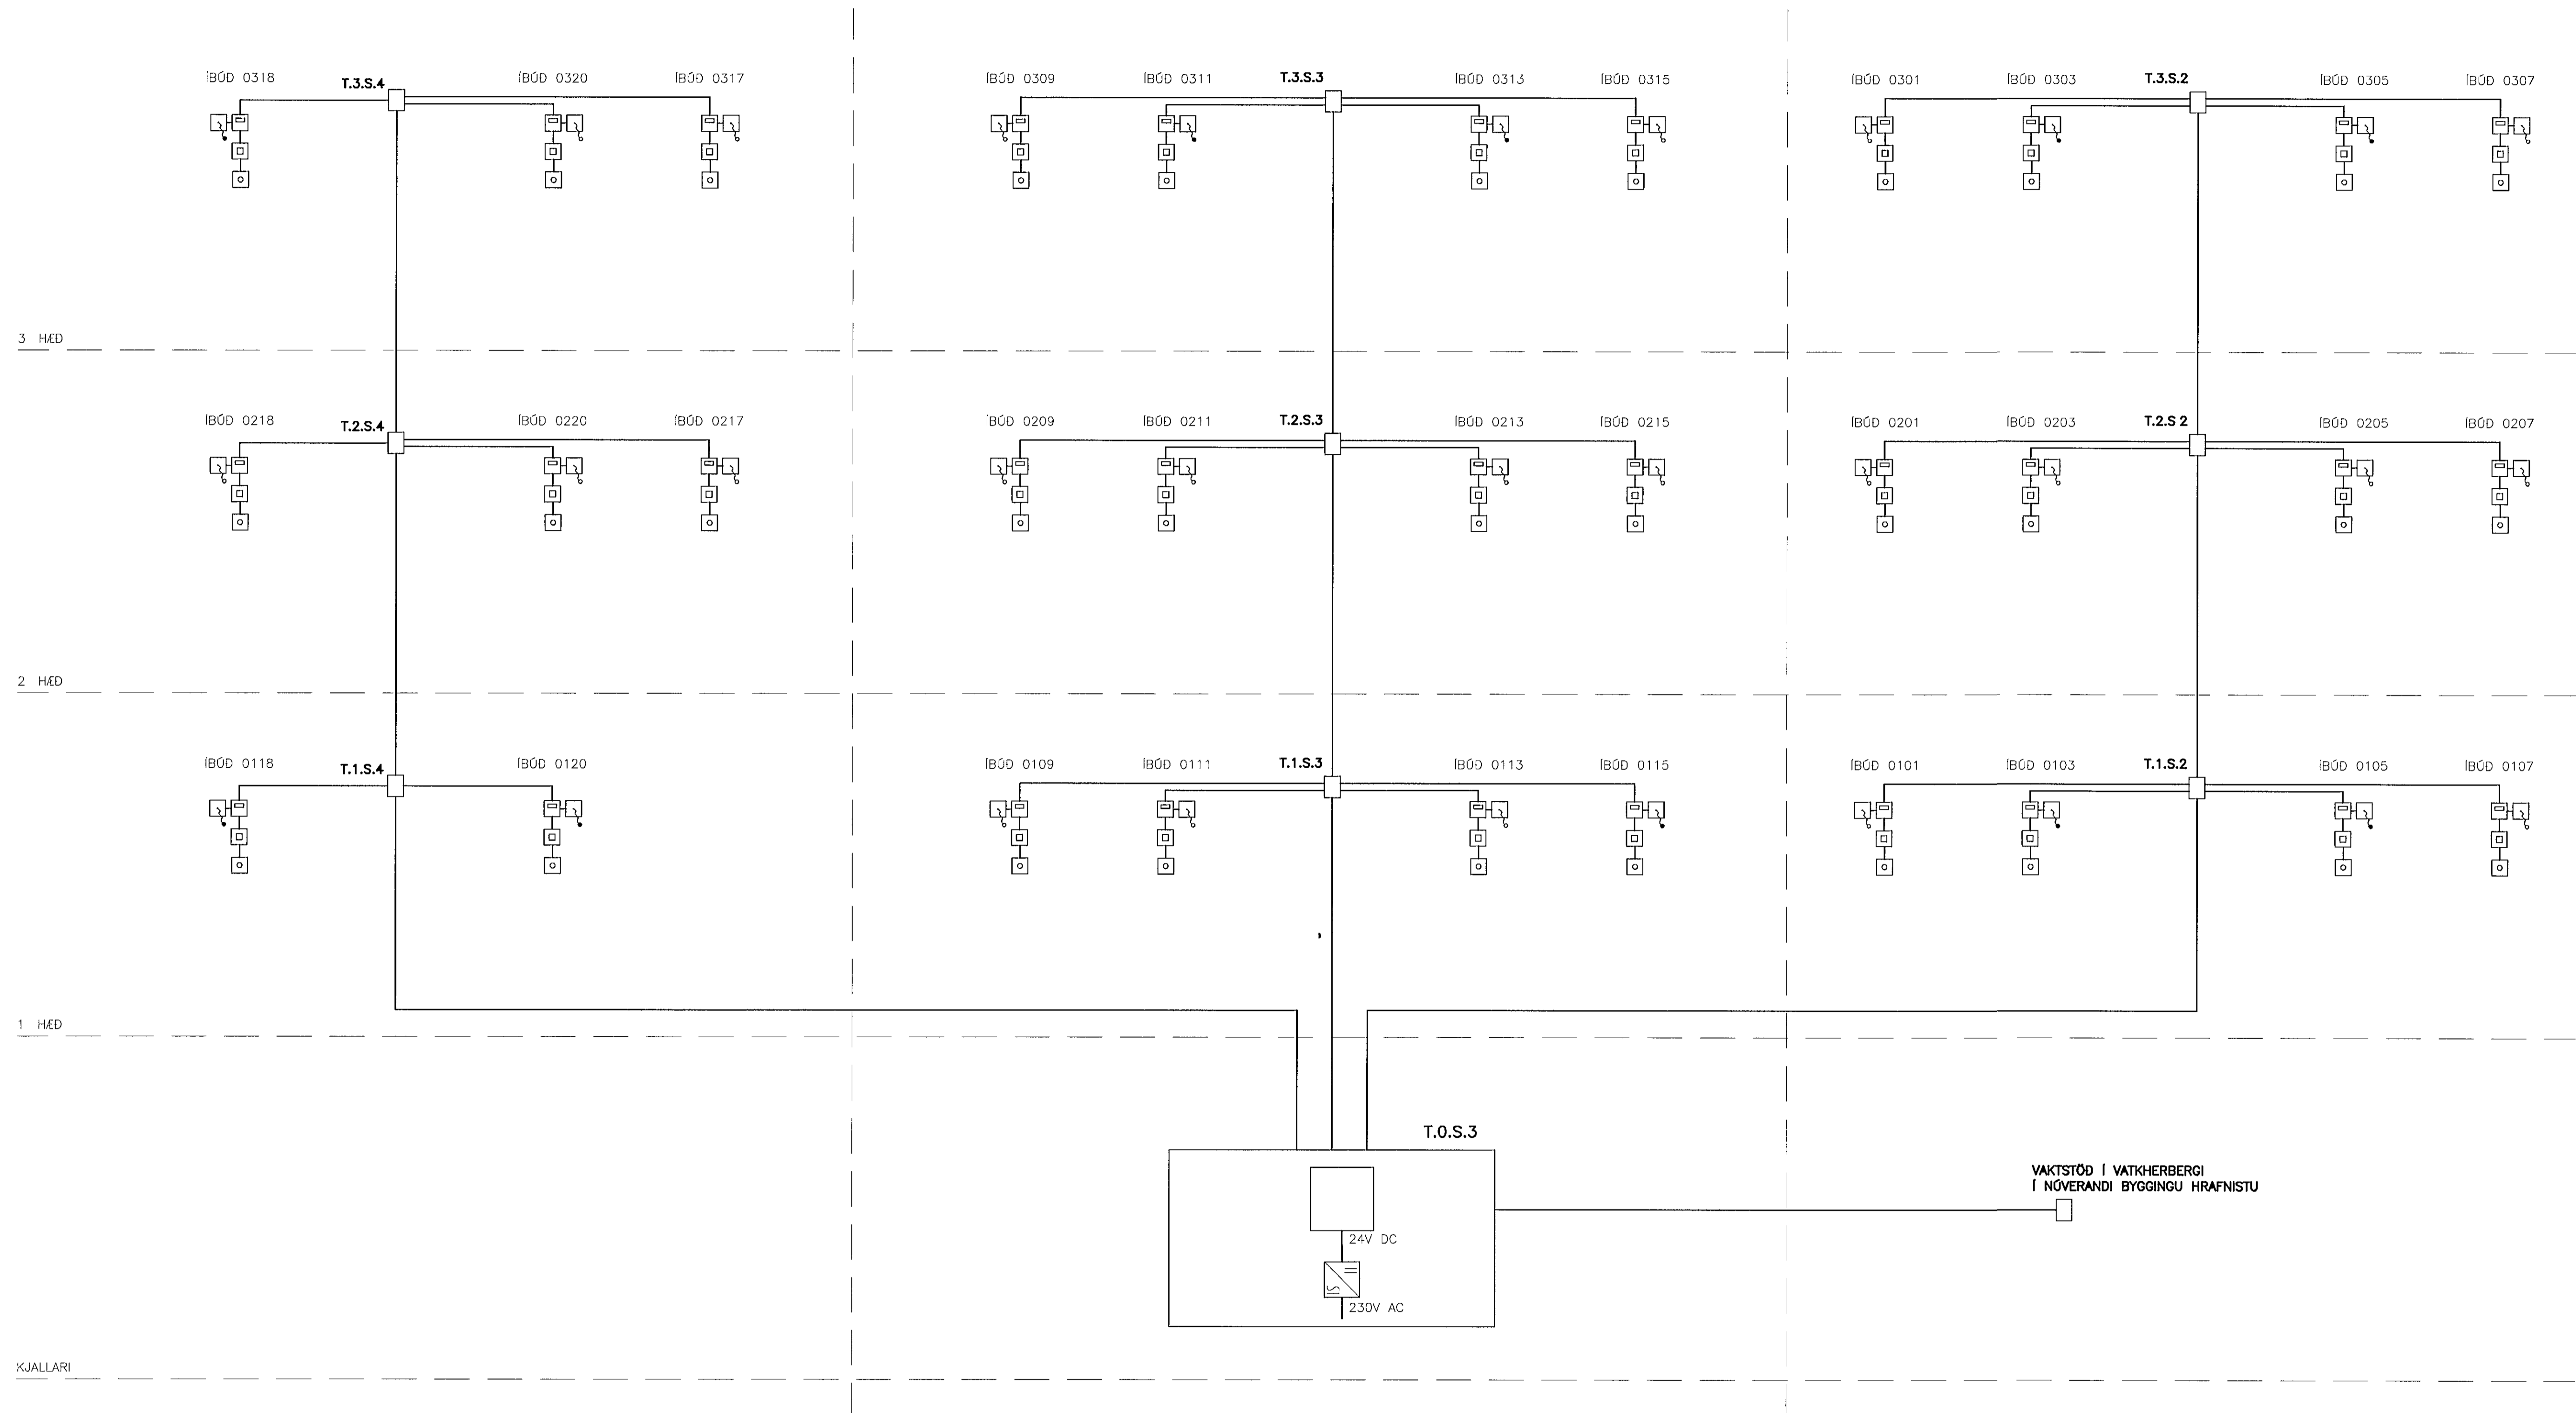 ÍBÚÐ 0318
T.3.S.4
ÍBÚÐ 0320
ÍBÚÐ 0317
ÍBÚÐ 0309
ÍBÚÐ 0311
T.3.S.3
ÍBÚÐ 0313
ÍBÚÐ 0315
ÍBÚÐ 0301
ÍBÚÐ 0303
T.3.S.2
ÍBÚÐ 0305
ÍBÚÐ 0307
3 HÆÐ
ÍBÚÐ 0218
T.2.S.4
ÍBÚÐ 0220
ÍBÚÐ 0217
ÍBÚÐ 0209
ÍBÚÐ 0211
T.2.S.3
ÍBÚÐ 0213
ÍBÚÐ 0215
ÍBÚÐ 0201
ÍBÚÐ 0203
T.2.S 2
ÍBÚÐ 0205
ÍBÚÐ 0207
2 HÆÐ
ÍBÚÐ 0118
T.1.S.4
ÍBÚÐ 0120
ÍBÚÐ 0109
ÍBÚÐ 0111
T.1.S.3
ÍBÚÐ 0113
ÍBÚÐ 0115
ÍBÚÐ 0101
ÍBÚÐ 0103
T.1.S.2
ÍBÚÐ 0105
ÍBÚÐ 0107
1 HÆÐ
T.0.S.3
24V DC
230V AC
VAKTSTÖÐ Í VATKHERBERGI
Í NÚVERANDI BYGGINGU HRAFNISTU
KJALLARI